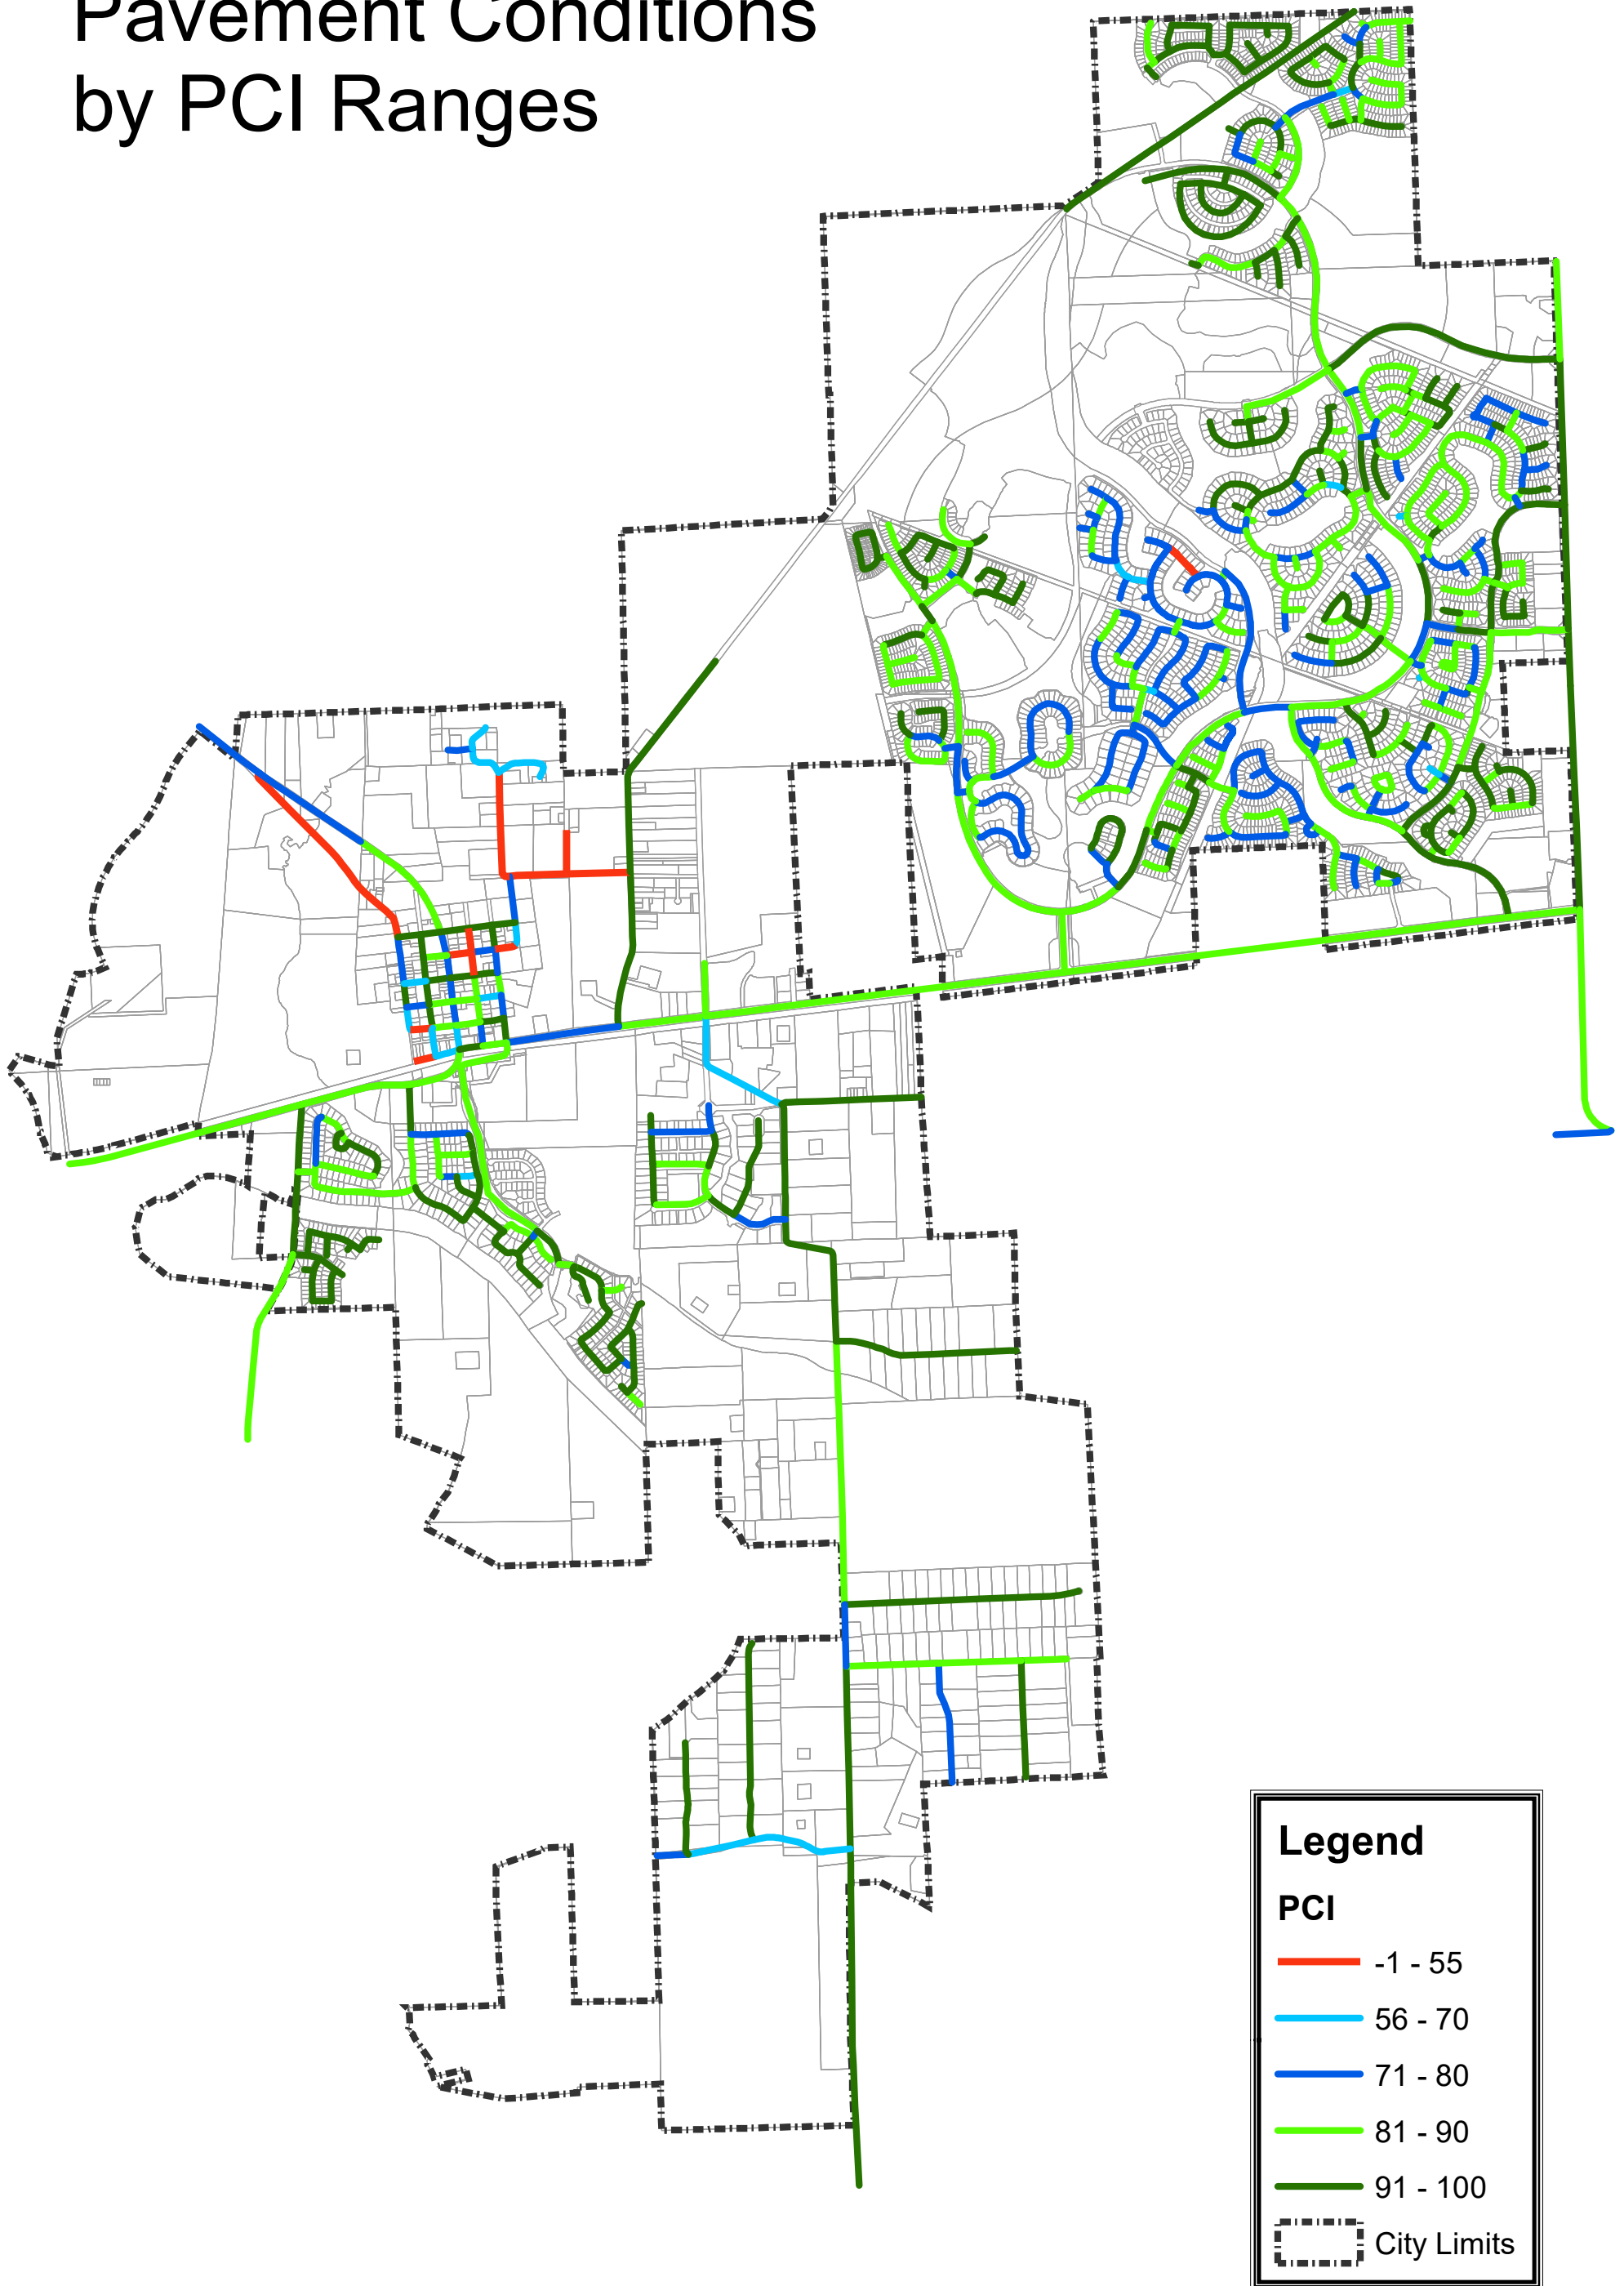 Pavement Conditions
by PCI Ranges
Legend
PCI
-1 - 55
56 - 70
71 - 80
81 - 90
91 - 100
City Limits